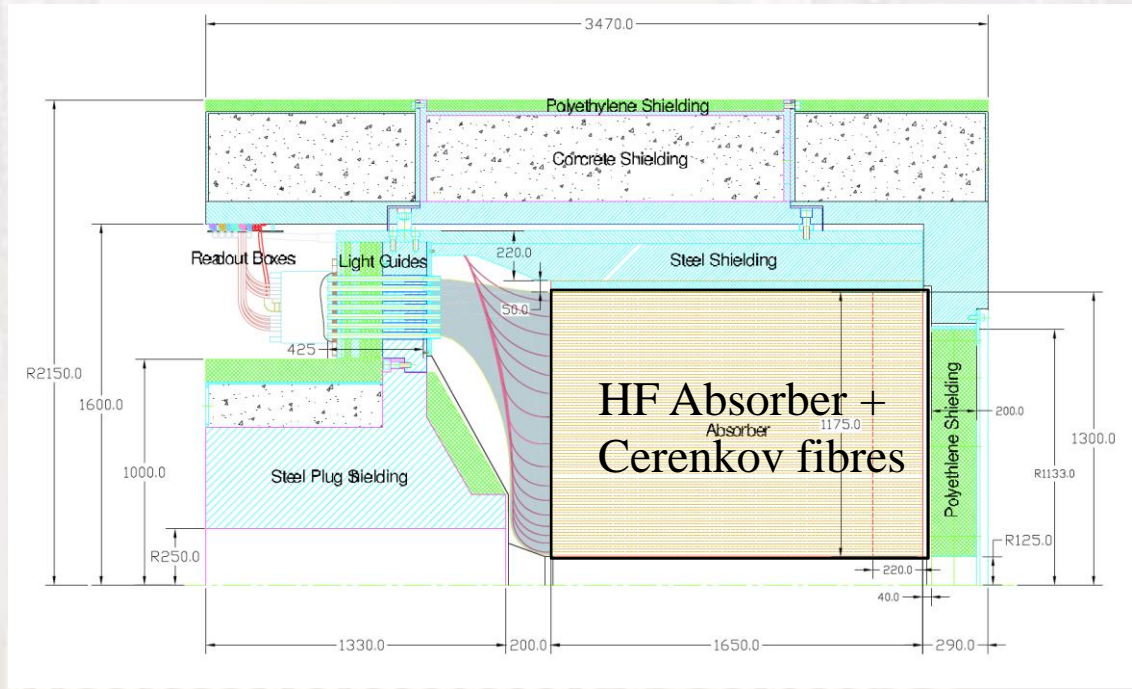 3470.0
Polyethylene Shielding
Concrete Shielding
Readout Boxes
Light Guides
220.0
Steel Shielding
50.0
425
R2150.0
1600.0
1000.0
R250.0
Steel Plug Shielding
HF Absorber +
Absorber
1175.0
Cerenkov fibres
Polyethlene Shielding
200.0
1300.0
R1133.0
R125.0
220.0
40.0
1330.0
200.0
1650.0
290.0